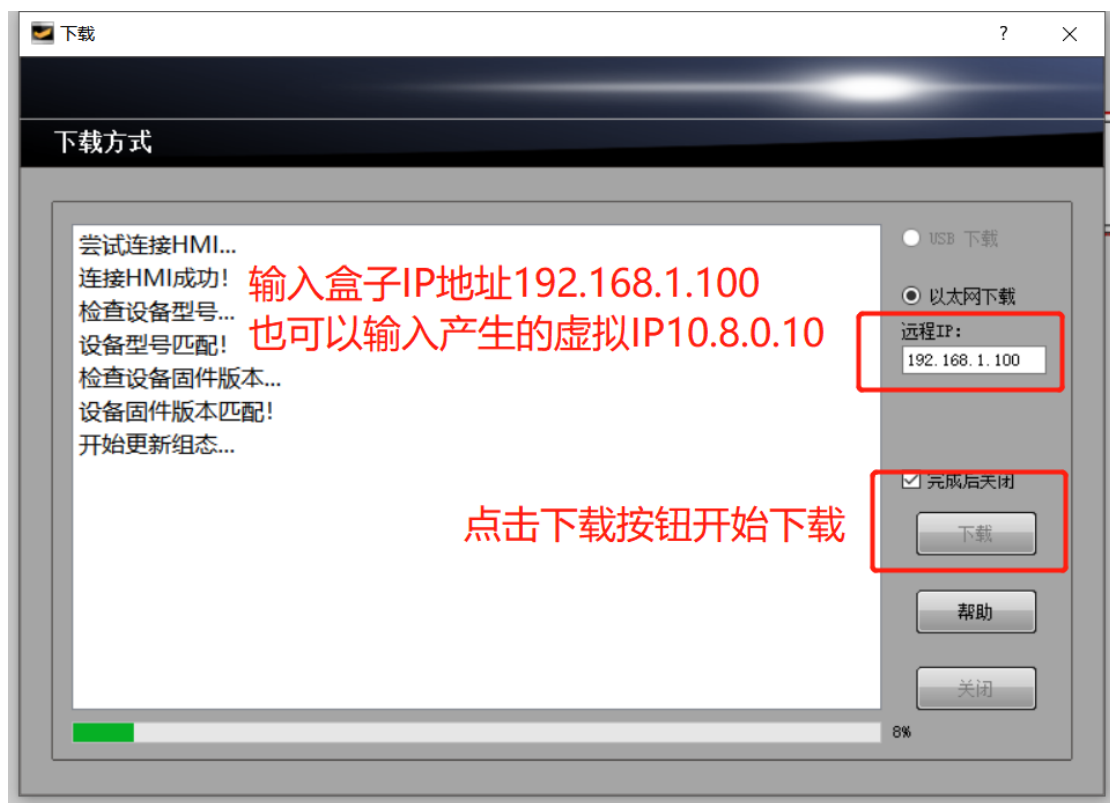 下载
下载方式
尝试连接HMI...
连接HMI成功!
检查设备型号...
设备型号匹配!
检查设备固件版本...
设备固件版本匹配!
开始更新组态...
输入盒子IP地址192.168.1.100
也可以输入产生的虚拟IP10.8.0.10
点击下载按钮开始下载
USB 下载
以太网下载
远程IP:
192.168.1.100
完成后关闭
下载
帮助
关闭
8%